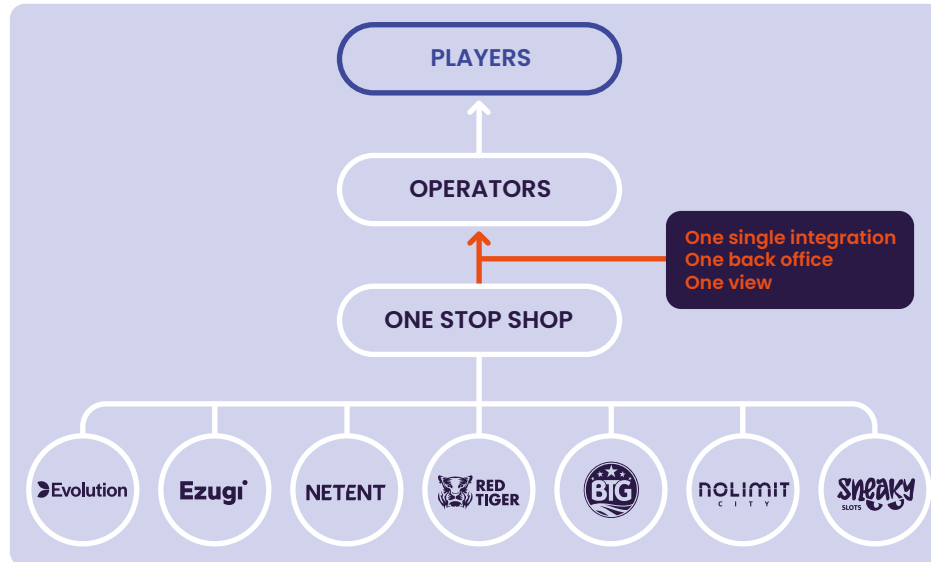 PLAYERS
OPERATORS
One single integration
One back office
One view
ONE STOP SHOP
Evolution
Ezugi
NETENT
RED
TIGER
BTG
NOLIMIT
CITY
SNEAKY
SLOTS